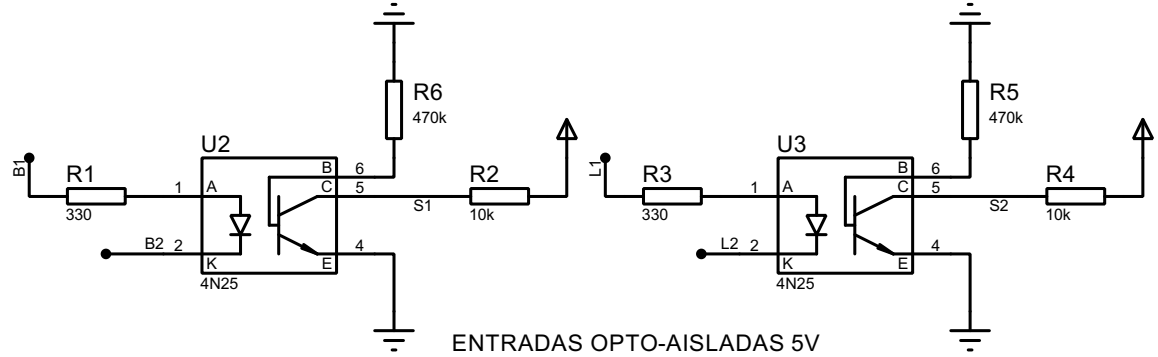 R6
470k
R5
470k
U2
U3
B1
R1
330
1
A
B
6
C
5
S1
R2
10k
L1
R3
330
1
A
B
6
C
5
S2
R4
10k
B2
2
K
4
E
4N25
L2
2
K
4
E
4N25
ENTRADAS OPTO-AISLADAS 5V